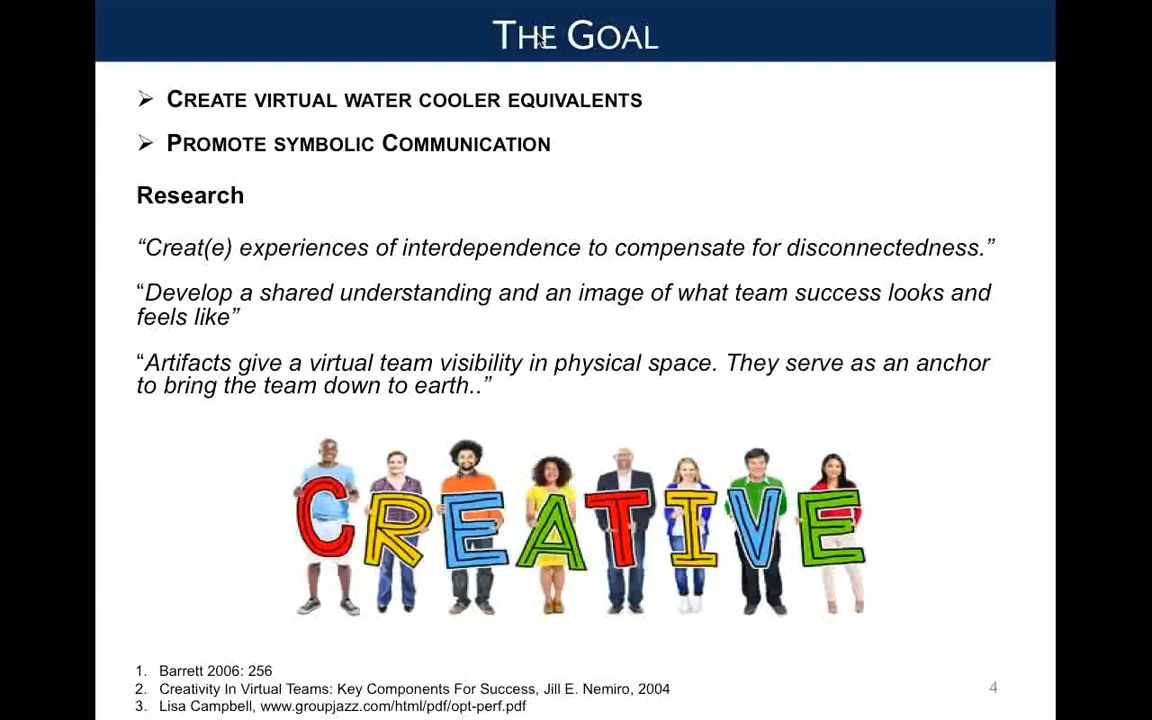 THE GOAL
CREATE VIRTUAL WATER COOLER EQUIVALENTS
PROMOTE SYMBOLIC COMMUNICATION
Research
“Creat(e) experiences of interdependence to compensate for disconnectedness.”
“Develop a shared understanding and an image of what team success looks and
feels like”
“Artifacts give a virtual team visibility in physical space. They serve as an anchor
to bring the team down to earth..”
CREATIVE
1. Barrett 2006: 256
2. Creativity In Virtual Teams: Key Components For Success, Jill E. Nemiro, 2004
3. Lisa Campbell, www.groupjazz.com/html/pdf/opt-perf.pdf
4